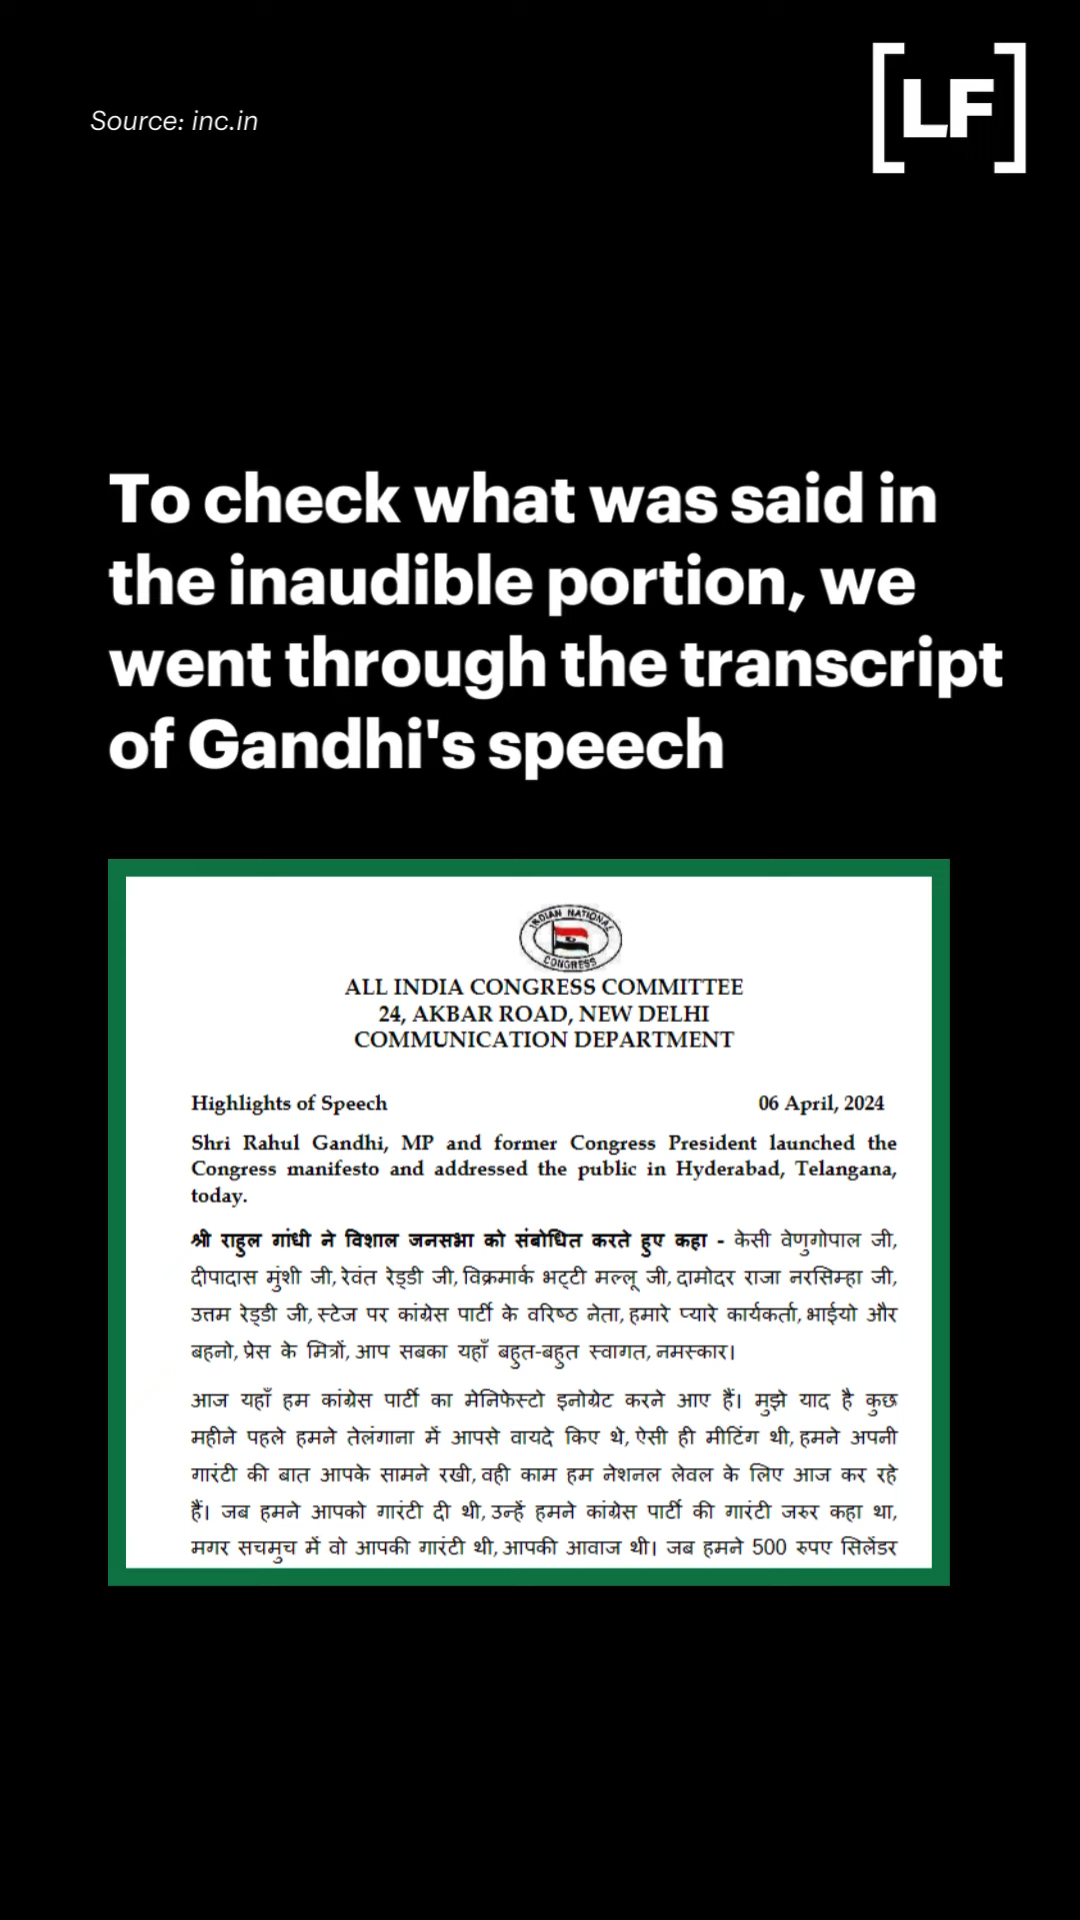 Source: inc.in
[LF]
To check what was said in
the inaudible portion, we
went through the transcript
of Gandhi's speech
INDIAN NATIONAL
CONGRESS
ALL INDIA CONGRESS COMMITTEE
24, AKBAR ROAD, NEW DELHI
COMMUNICATION DEPARTMENT
Highlights of Speech 06 April, 2024
Shri Rahul Gandhi, MP and former Congress President launched the
Congress manifesto and addressed the public in Hyderabad, Telangana,
today.
श्री राहुल गांधी ने विशाल जनसभा को संबोधित करते हुए कहा - केसी वेणुगोपाल जी,
दीपादास मुंशी जी, रेवंत रेड्डी जी, विक्रमार्क भट्टी मल्लू जी, दामोदर राजा नरसिम्हा जी,
उत्तम रेड्डी जी, स्टेज पर कांग्रेस पार्टी के वरिष्ठ नेता, हमारे प्यारे कार्यकर्ता, भाईयो और
बहनो, प्रेस के मित्रों, आप सबका यहाँ बहुत-बहुत स्वागत, नमस्कार।
आज यहाँ हम कांग्रेस पार्टी का मेनिफेस्टो इनोग्रेट करने आए हैं। मुझे याद है कुछ
महीने पहले हमने तेलंगाना में आपसे वायदे किए थे, ऐसी ही मीटिंग थी, हमने अपनी
गारंटी की बात आपके सामने रखी, वही काम हम नेशनल लेवल के लिए आज कर रहे
हैं। जब हमने आपको गारंटी दी थी, उन्हें हमने कांग्रेस पार्टी की गारंटी जरुर कहा था,
मगर सचमुच में वो आपकी गारंटी थी, आपकी आवाज थी। जब हमने 500 रुपए सिलेंडर